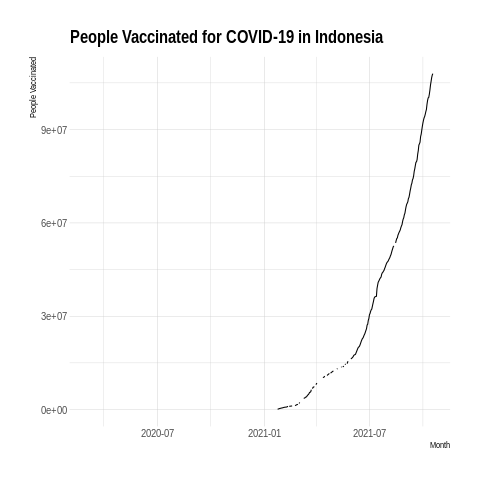 People Vaccinated for COVID-19 in Indonesia
People Vaccinated
9e+07
6e+07
3e+07
0e+00
2020-07 2021-01 2021-07
Month